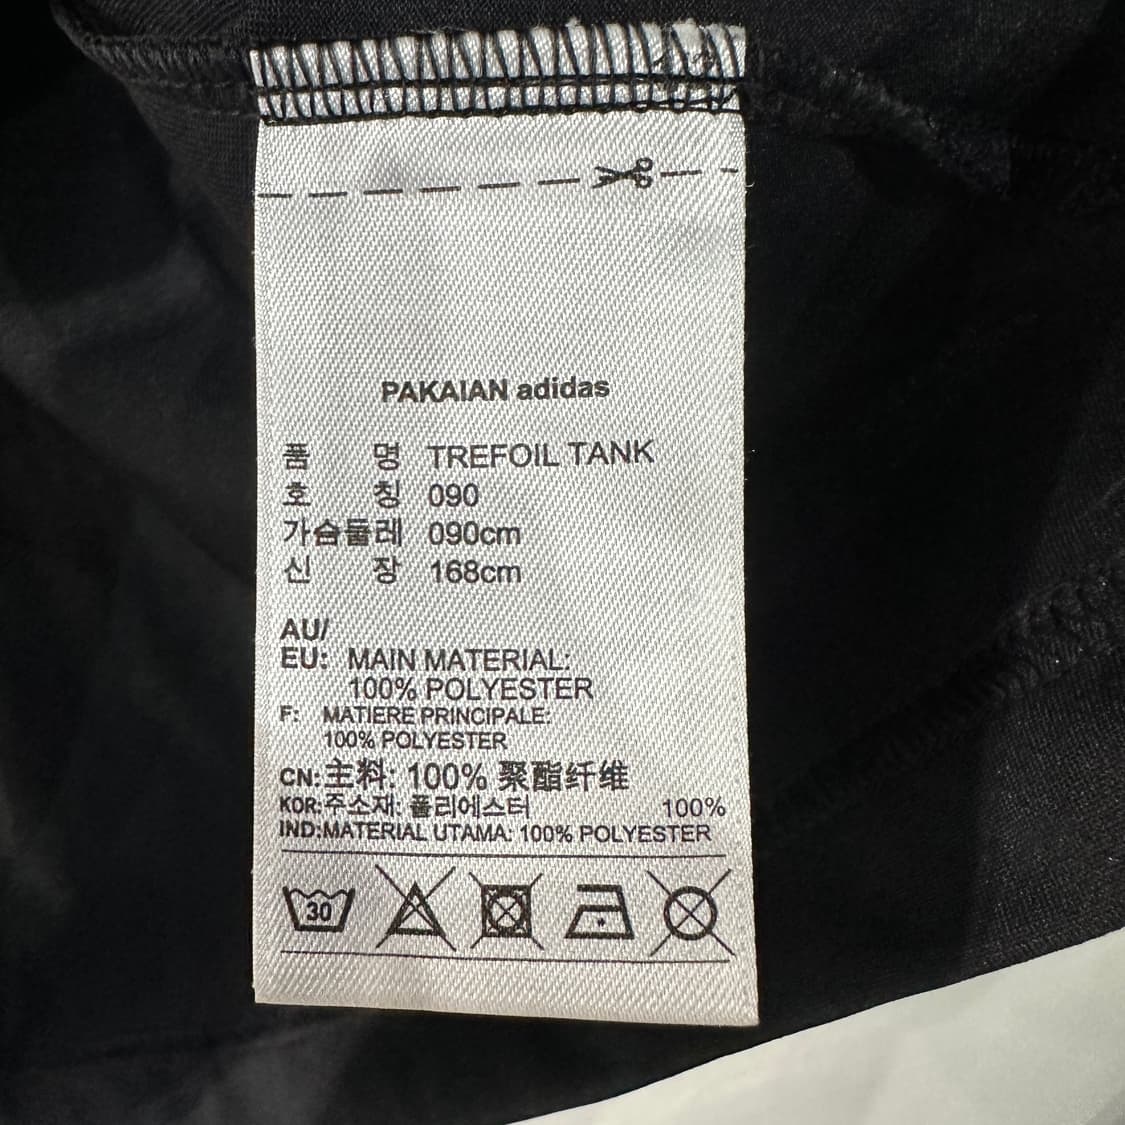 PAKAIAN adidas
품 명 TREFOIL TANK
호 칭 090
가슴둘레 090cm
신 장 168cm
AU/
EU: MAIN MATERIAL:
100% POLYESTER
F: MATIERE PRINCIPALE:
100% POLYESTER
CN:主料: 100% 聚酯纤维
KOR:주소재: 폴리에스터 100%
IND:MATERIAL UTAMA: 100% POLYESTER
30